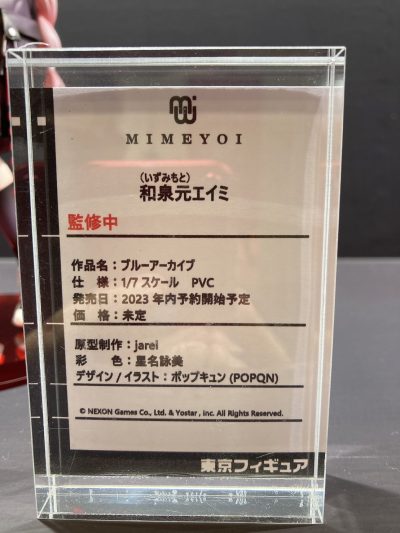 MIMEYOI
(いずみもと)
和泉元エイミ
監修中
作品名：ブルーアーカイブ
仕 様：1/7スケール PVC
発売日：2023 年内予約開始予定
価 格：未定
原型制作：jarel
彩 色：星名詠美
デザイン / イラスト：ポップキュン (POPQN)
© NEXON Games Co., Ltd. & Yostar , Inc. All Rights Reserved.
東京フィギュア